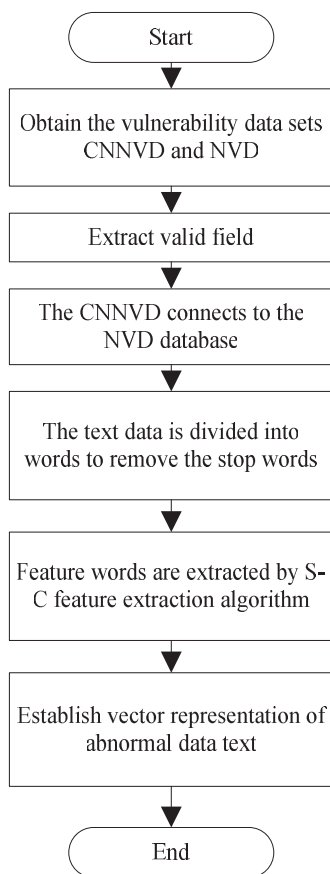 Start
Obtain the vulnerability data sets
CNNVD and NVD
Extract valid field
The CNNVD connects to the
NVD database
The text data is divided into
words to remove the stop words
Feature words are extracted by S-
C feature extraction algorithm
Establish vector representation of
abnormal data text
End